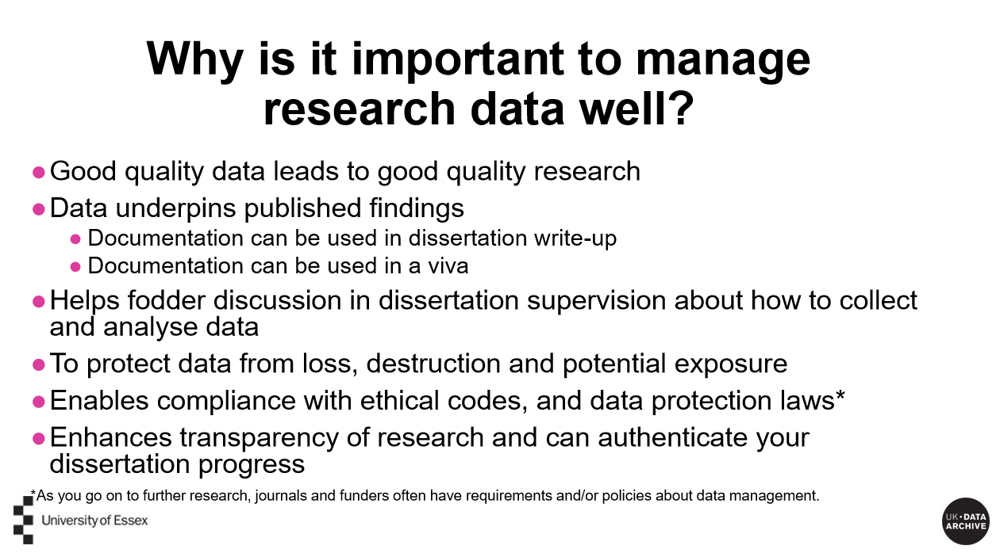 Why is it important to manage
research data well?
● Good quality data leads to good quality research
● Data underpins published findings
● Documentation can be used in dissertation write-up
● Documentation can be used in a viva
● Helps fodder discussion in dissertation supervision about how to collect
and analyse data
● To protect data from loss, destruction and potential exposure
● Enables compliance with ethical codes, and data protection laws*
● Enhances transparency of research and can authenticate your
dissertation progress
*As you go on to further research, journals and funders often have requirements and/or policies about data management.
University of Essex
UK•DATA
ARCHIVE